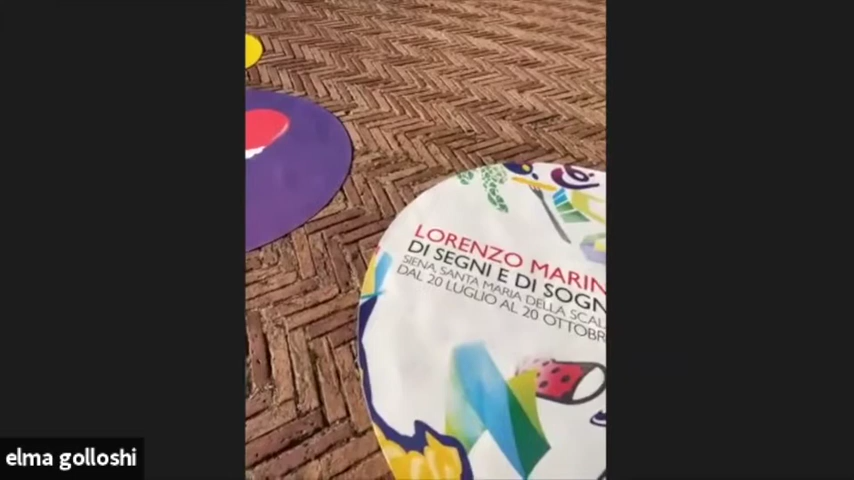 LORENZO MARIN
DI SEGNI E DI SOGN
SIENA, SANTA MARIA DELLA SCAL
DAL 20 LUGLIO AL 20 OTTOBR
elma golloshi